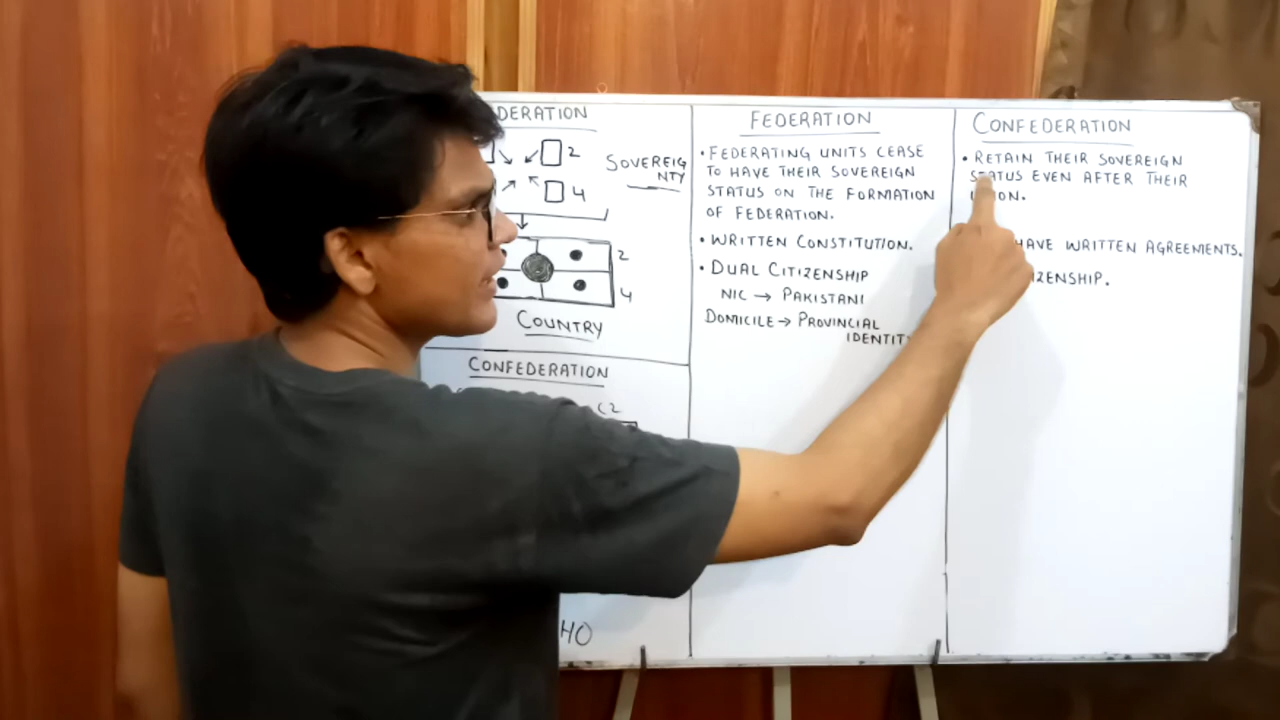 DERATION
2
4
SOVEREIG
NTY
2
4
COUNTRY
CONFEDERATION
C2
HO
FEDERATION
• FEDERATING UNITS CEASE
TO HAVE THEIR SOVEREIGN
STATUS ON THE FORMATION
OF FEDERATION.
• WRITTEN CONSTITUTION.
• DUAL CITIZENSHIP
NIC → PAKISTANI
DOMICILE → PROVINCIAL
IDENTIT
CONFEDERATION
• RETAIN THEIR SOVEREIGN
STATUS EVEN AFTER THEIR
HAVE WRITTEN AGREEMENTS.
IZENSHIP.